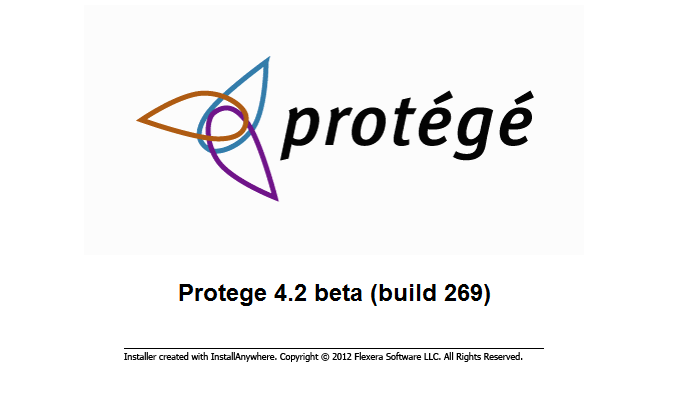 protégé
Protege 4.2 beta (build 269)
Installer created with InstallAnywhere. Copyright © 2012 Flexera Software LLC. All Rights Reserved.